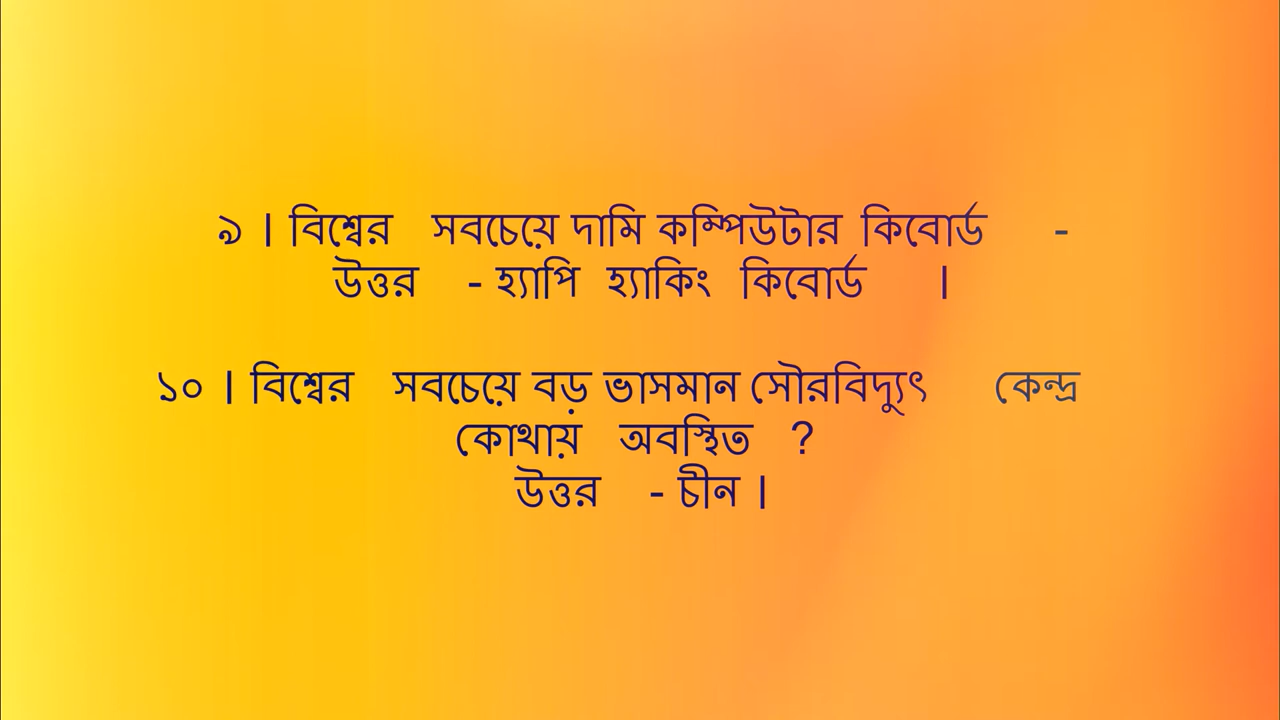 ৯ । বিশ্বের সবচেয়ে দামি কম্পিউটার কিবোর্ড -
উত্তর - হ্যাপি হ্যাকিং কিবোর্ড ।
১০ । বিশ্বের সবচেয়ে বড় ভাসমান সৌরবিদ্যুৎ কেন্দ্র
কোথায় অবস্থিত ?
উত্তর - চীন ।